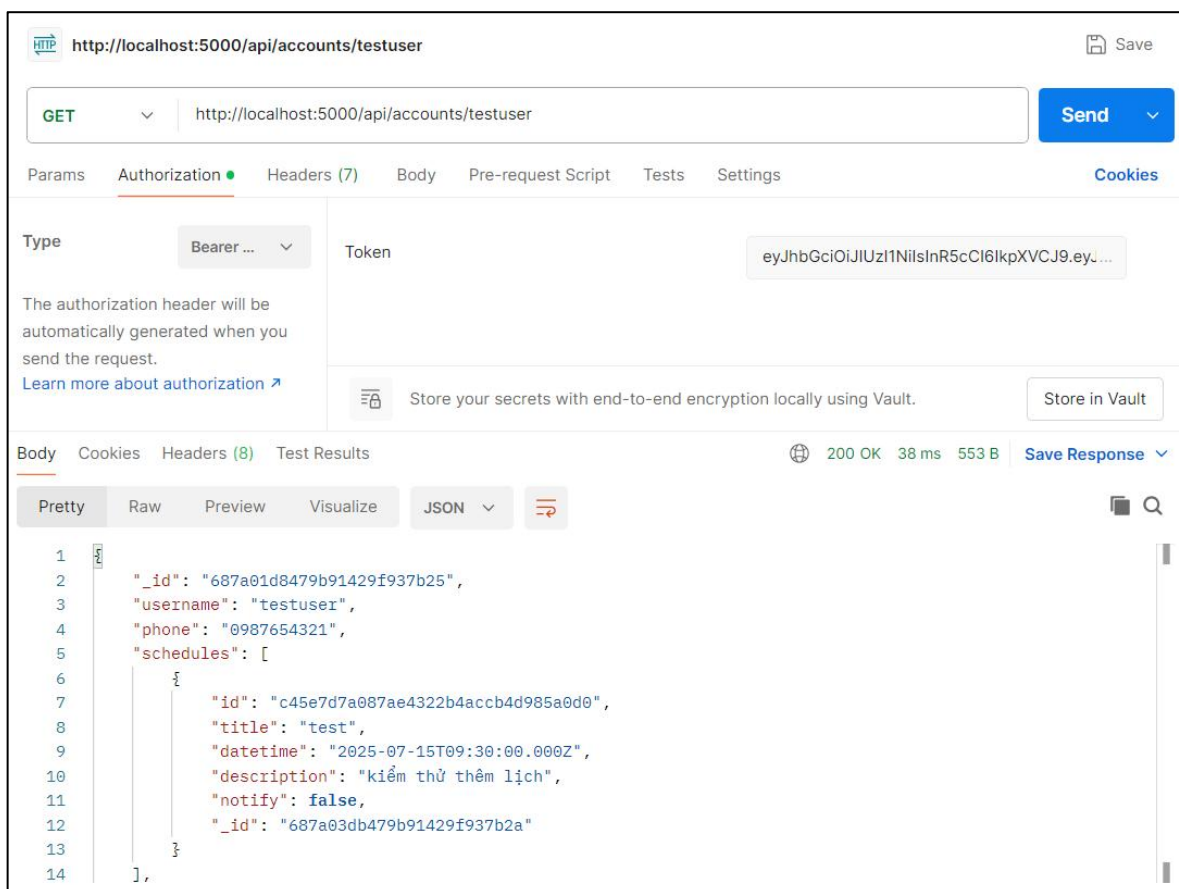 HTTP http://localhost:5000/api/accounts/testuser Save
GET http://localhost:5000/api/accounts/testuser Send
Params Authorization Headers (7) Body Pre-request Script Tests Settings Cookies
Type Bearer ... Token eyJhbGciOiJIUzI1NiIsInR5cCI6IkpXVCJ9.eyJ...
The authorization header will be
automatically generated when you
send the request.
Learn more about authorization ↗
Store your secrets with end-to-end encryption locally using Vault. Store in Vault
Body Cookies Headers (8) Test Results 200 OK 38 ms 553 B Save Response
Pretty Raw Preview Visualize JSON
1 {
2 "_id": "687a01d8479b91429f937b25",
3 "username": "testuser",
4 "phone": "0987654321",
5 "schedules": [
6 {
7 "id": "c45e7d7a087ae4322b4accb4d985a0d0",
8 "title": "test",
9 "datetime": "2025-07-15T09:30:00.000Z",
10 "description": "kiểm thử thêm lịch",
11 "notify": false,
12 "_id": "687a03db479b91429f937b2a"
13 }
14 ],